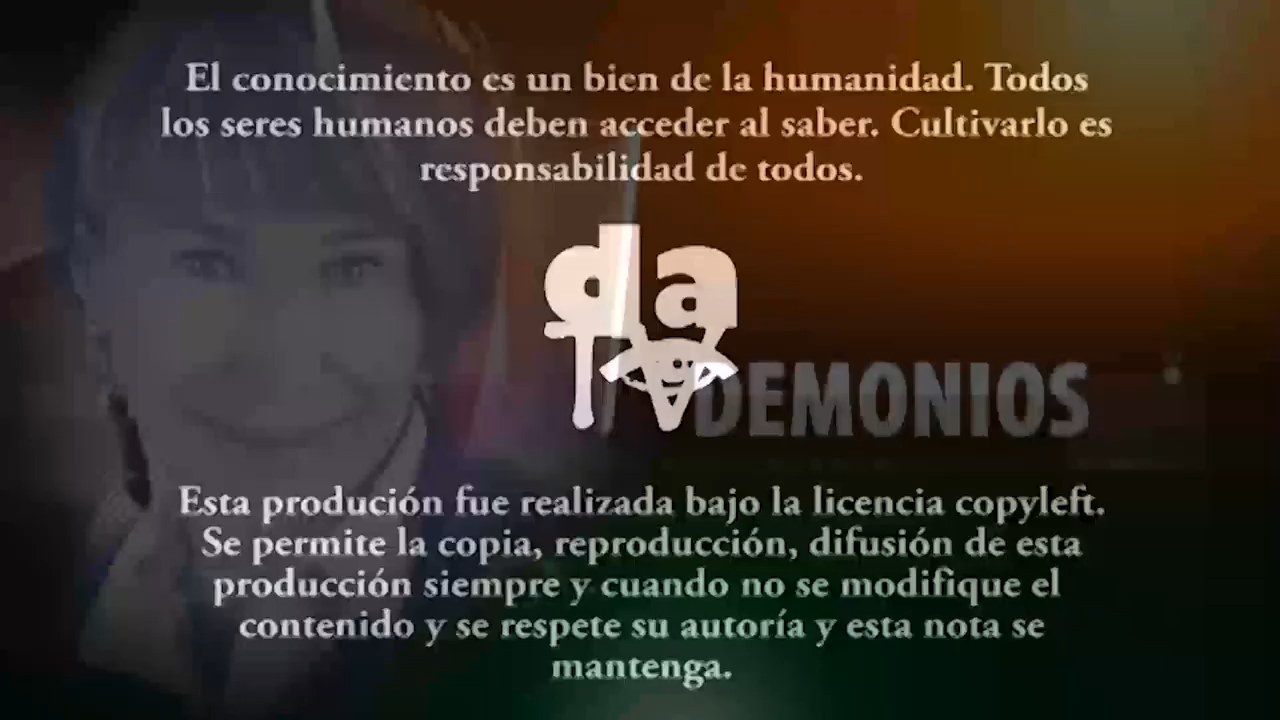 El conocimiento es un bien de la humanidad. Todos
los seres humanos deben acceder al saber. Cultivarlo es
responsabilidad de todos.
da
TV
DEMONIOS
Esta produción fue realizada bajo la licencia copyleft.
Se permite la copia, reproducción, difusión de esta
producción siempre y cuando no se modifique el
contenido y se respete su autoría y esta nota se
mantenga.